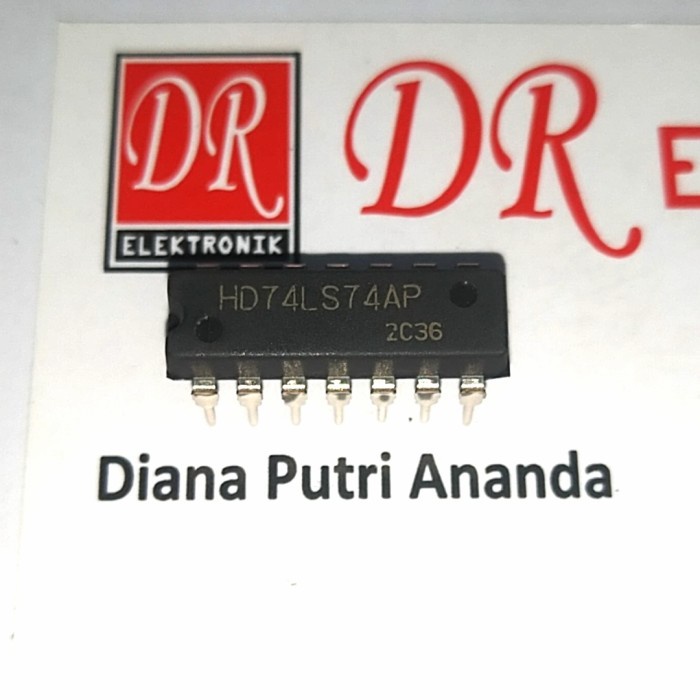 DR
ELEKTRONIK
DR E
HD74LS74AP
2C36
Diana Putri Ananda